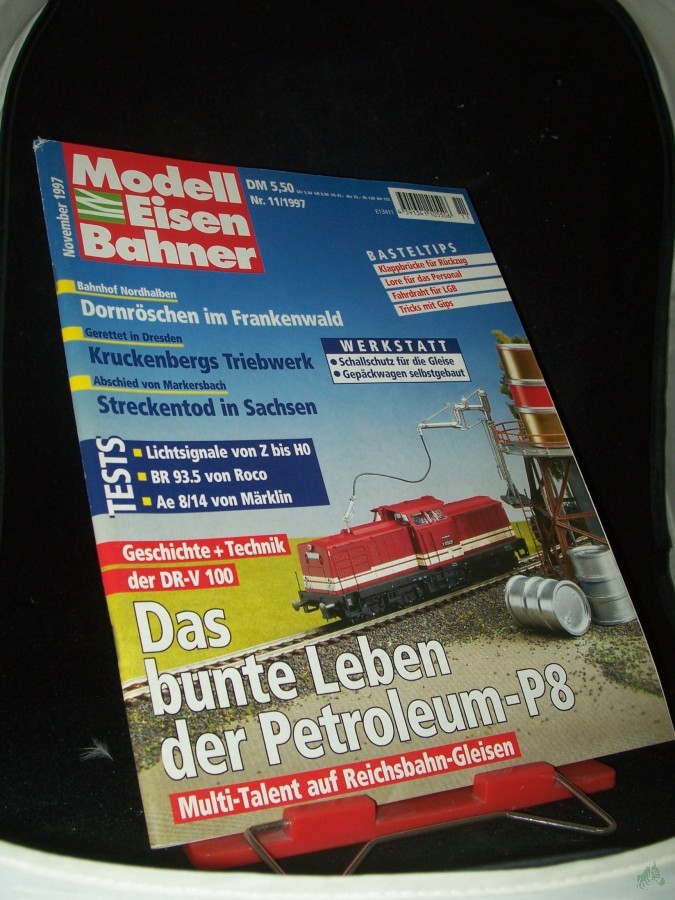 November 1997
Modell
Eisen
Bahner
DM 5,50
Nr. 11/1997
E13411
BASTELTIPS
Klappbrücke für Rückzug
Lore für das Personal
Fahrdraht für LGB
Tricks mit Gips
Bahnhof Nordhalben
Dornröschen im Frankenwald
Gerettet in Dresden
Kruckenbergs Triebwerk
Abschied von Markersbach
Streckentod in Sachsen
WERKSTATT
• Schallschutz für die Gleise
• Gepäckwagen selbstgebaut
TESTS
Lichtsignale von Z bis H0
BR 93.5 von Roco
Ae 8/14 von Märklin
Geschichte + Technik
der DR-V 100
Das
bunte Leben
der Petroleum-P8
Multi-Talent auf Reichsbahn-Gleisen